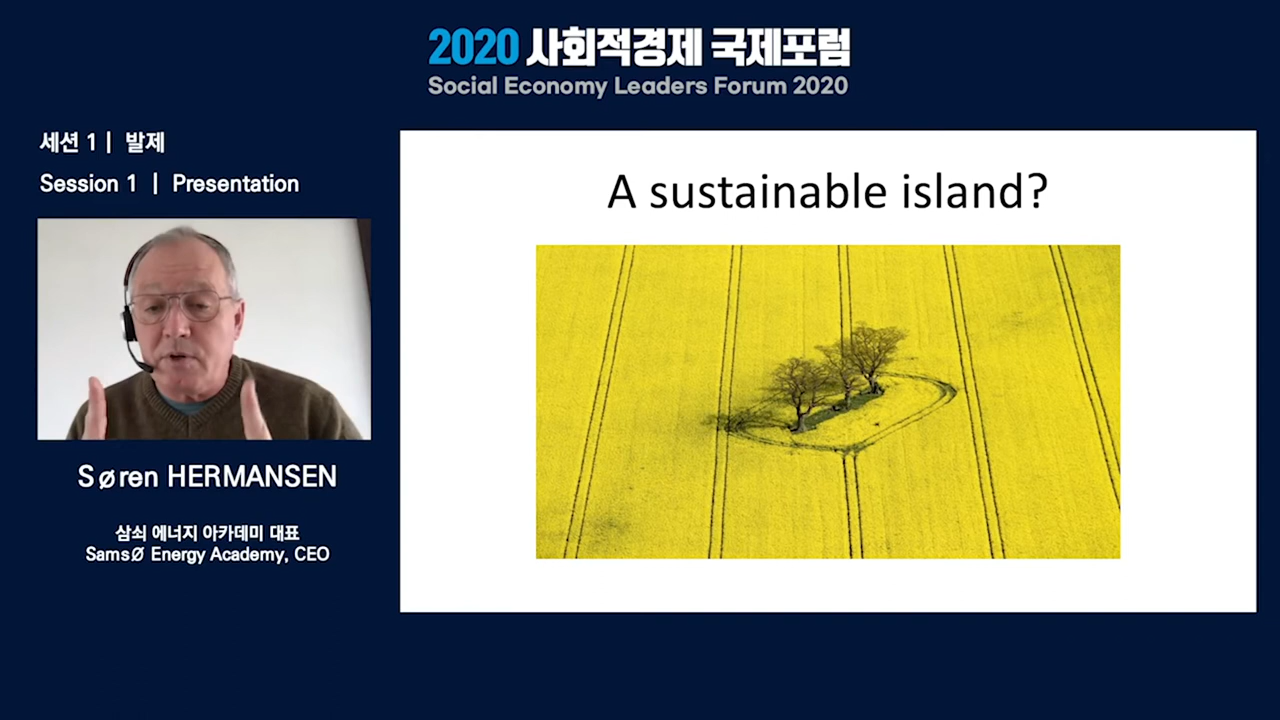 2020 사회적경제 국제포럼
Social Economy Leaders Forum 2020
세션 1 | 발제
Session 1 | Presentation
A sustainable island?
Søren HERMANSEN
삼쇠 에너지 아카데미 대표
SamsØ Energy Academy, CEO